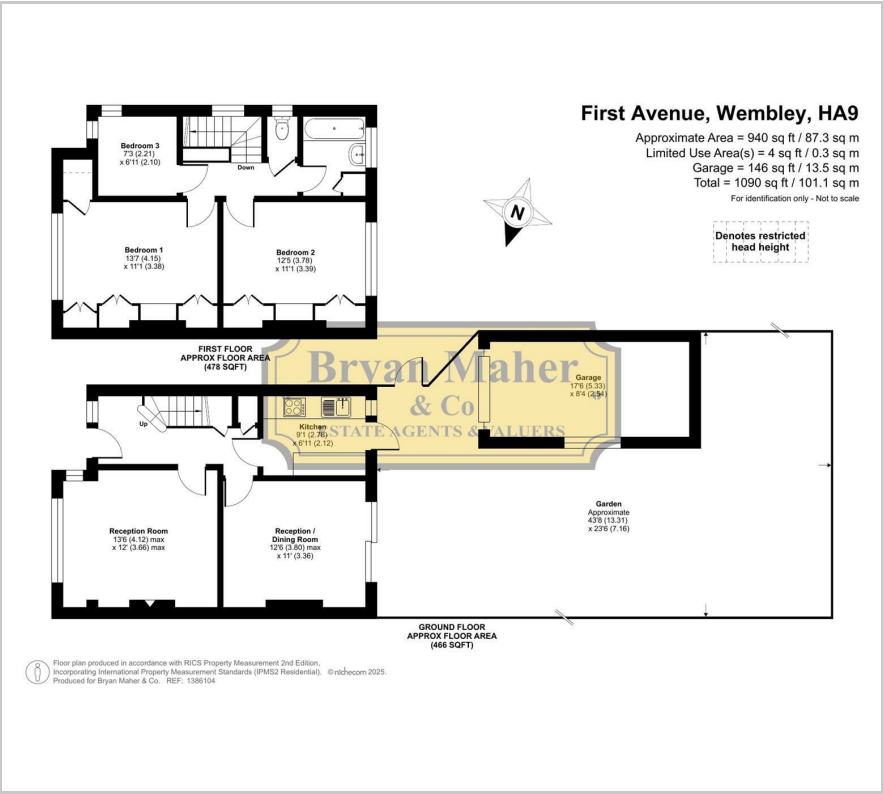 First Avenue, Wembley, HA9
Approximate Area = 940 sq ft / 87.3 sq m
Limited Use Area(s) = 4 sq ft / 0.3 sq m
Garage = 146 sq ft / 13.5 sq m
Total = 1090 sq ft / 101.1 sq m
For identification only - Not to scale
N
Denotes restricted
head height
Bedroom 3
7'3 (2.21)
x 6'11 (2.10)
Down
Bedroom 1
13'7 (4.15)
x 11'1 (3.38)
Bedroom 2
12'5 (3.78)
x 11'1 (3.39)
FIRST FLOOR
APPROX FLOOR AREA
(478 SQFT)
Bryan Maher
& Co
ESTATE AGENTS & VALUERS
Garage
17'6 (5.33)
x 8'4 (2.54)
Up
Kitchen
9'1 (2.78)
x 6'11 (2.12)
Reception Room
13'6 (4.12) max
x 12' (3.66) max
Reception /
Dining Room
12'6 (3.80) max
x 11' (3.36)
Garden
Approximate
43'8 (13.31)
x 23'6 (7.16)
GROUND FLOOR
APPROX FLOOR AREA
(466 SQFT)
Floor plan produced in accordance with RICS Property Measurement 2nd Edition,
Incorporating International Property Measurement Standards (IPMS2 Residential). ©nichecom 2025.
Produced for Bryan Maher & Co. REF: 1386104